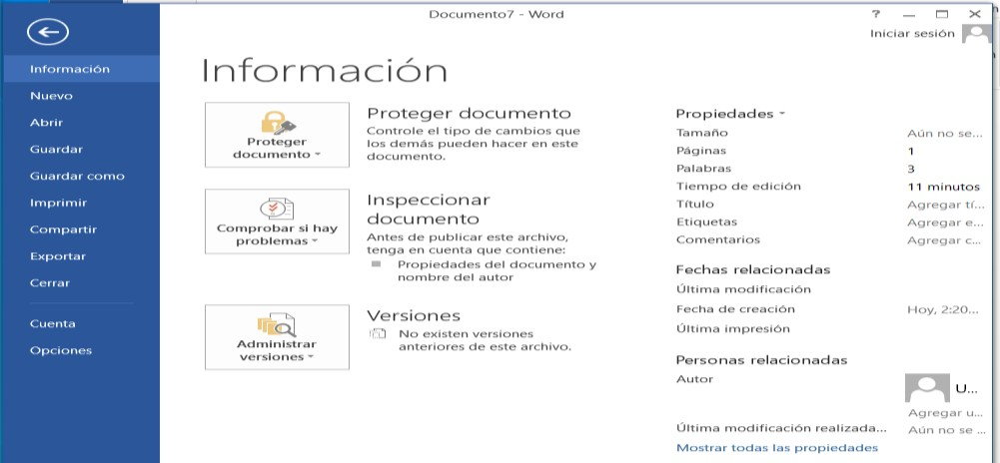 Documento7 - Word
?
Iniciar sesión
Información
Nuevo
Abrir
Guardar
Guardar como
Imprimir
Compartir
Exportar
Cerrar
Cuenta
Opciones
Información
Proteger
documento
Proteger documento
Controle el tipo de cambios que
los demás pueden hacer en este
documento.
Comprobar si hay
problemas
Inspeccionar
documento
Antes de publicar este archivo,
tenga en cuenta que contiene:
Propiedades del documento y
nombre del autor
Administrar
versiones
Versiones
No existen versiones
anteriores de este archivo.
Propiedades
Tamaño Aún no se...
Páginas 1
Palabras 3
Tiempo de edición 11 minutos
Título Agregar tí...
Etiquetas Agregar e...
Comentarios Agregar c...
Fechas relacionadas
Última modificación
Fecha de creación Hoy, 2:20...
Última impresión
Personas relacionadas
Autor U...
Agregar u...
Última modificación realizada... Aún no se ...
Mostrar todas las propiedades